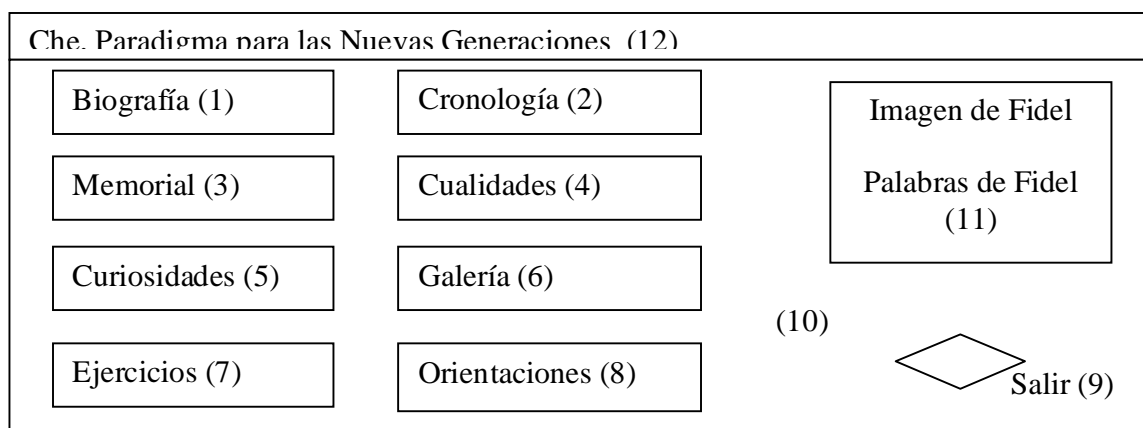 Che. Paradigma para las Nuevas Generaciones (12)
Biografía (1)
Cronología (2)
Imagen de Fidel
Palabras de Fidel
(11)
Memorial (3)
Cualidades (4)
Curiosidades (5)
Galería (6)
(10)
Ejercicios (7)
Orientaciones (8)
Salir (9)